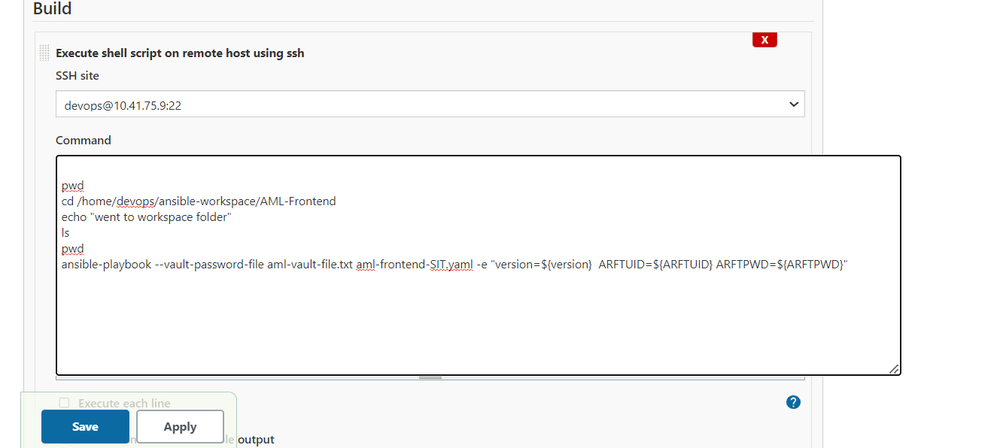 Build
X
Execute shell script on remote host using ssh
SSH site
devops@10.41.75.9:22
Command
pwd
cd /home/devops/ansible-workspace/AML-Frontend
echo "went to workspace folder"
ls
pwd
ansible-playbook --vault-password-file aml-vault-file.txt aml-frontend-SIT.yaml -e "version=${version}  ARFTUID=${ARFTUID} ARFTPWD=${ARFTPWD}"
Execute each line
?
Save
Apply
output